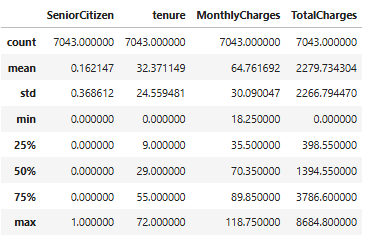 SeniorCitizen tenure MonthlyCharges TotalCharges
count 7043.000000 7043.000000 7043.000000 7043.000000
mean 0.162147 32.371149 64.761692 2279.734304
std 0.368612 24.559481 30.090047 2266.794470
min 0.000000 0.000000 18.250000 0.000000
25% 0.000000 9.000000 35.500000 398.550000
50% 0.000000 29.000000 70.350000 1394.550000
75% 0.000000 55.000000 89.850000 3786.600000
max 1.000000 72.000000 118.750000 8684.800000